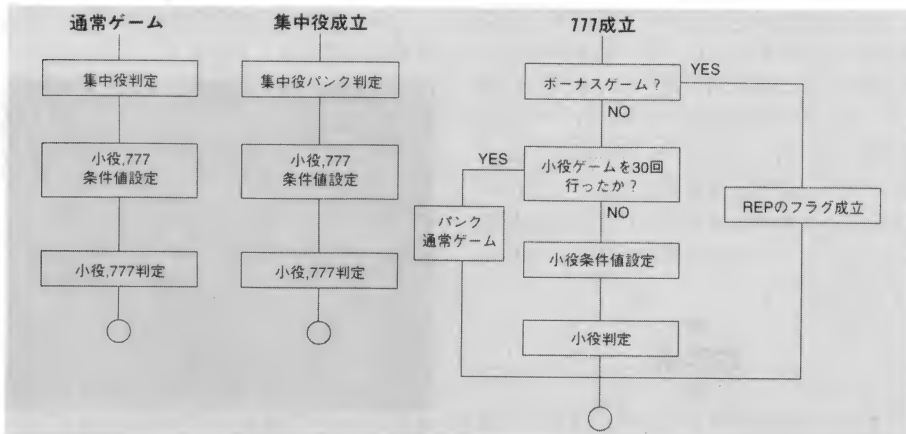 通常ゲーム
集中役判定
小役,777
条件値設定
小役,777判定
集中役成立
集中役パンク判定
小役,777
条件値設定
小役,777判定
777成立
ボーナスゲーム?
YES
NO
小役ゲームを30回
行ったか?
YES
NO
パンク
通常ゲーム
小役条件値設定
小役判定
REPのフラグ成立